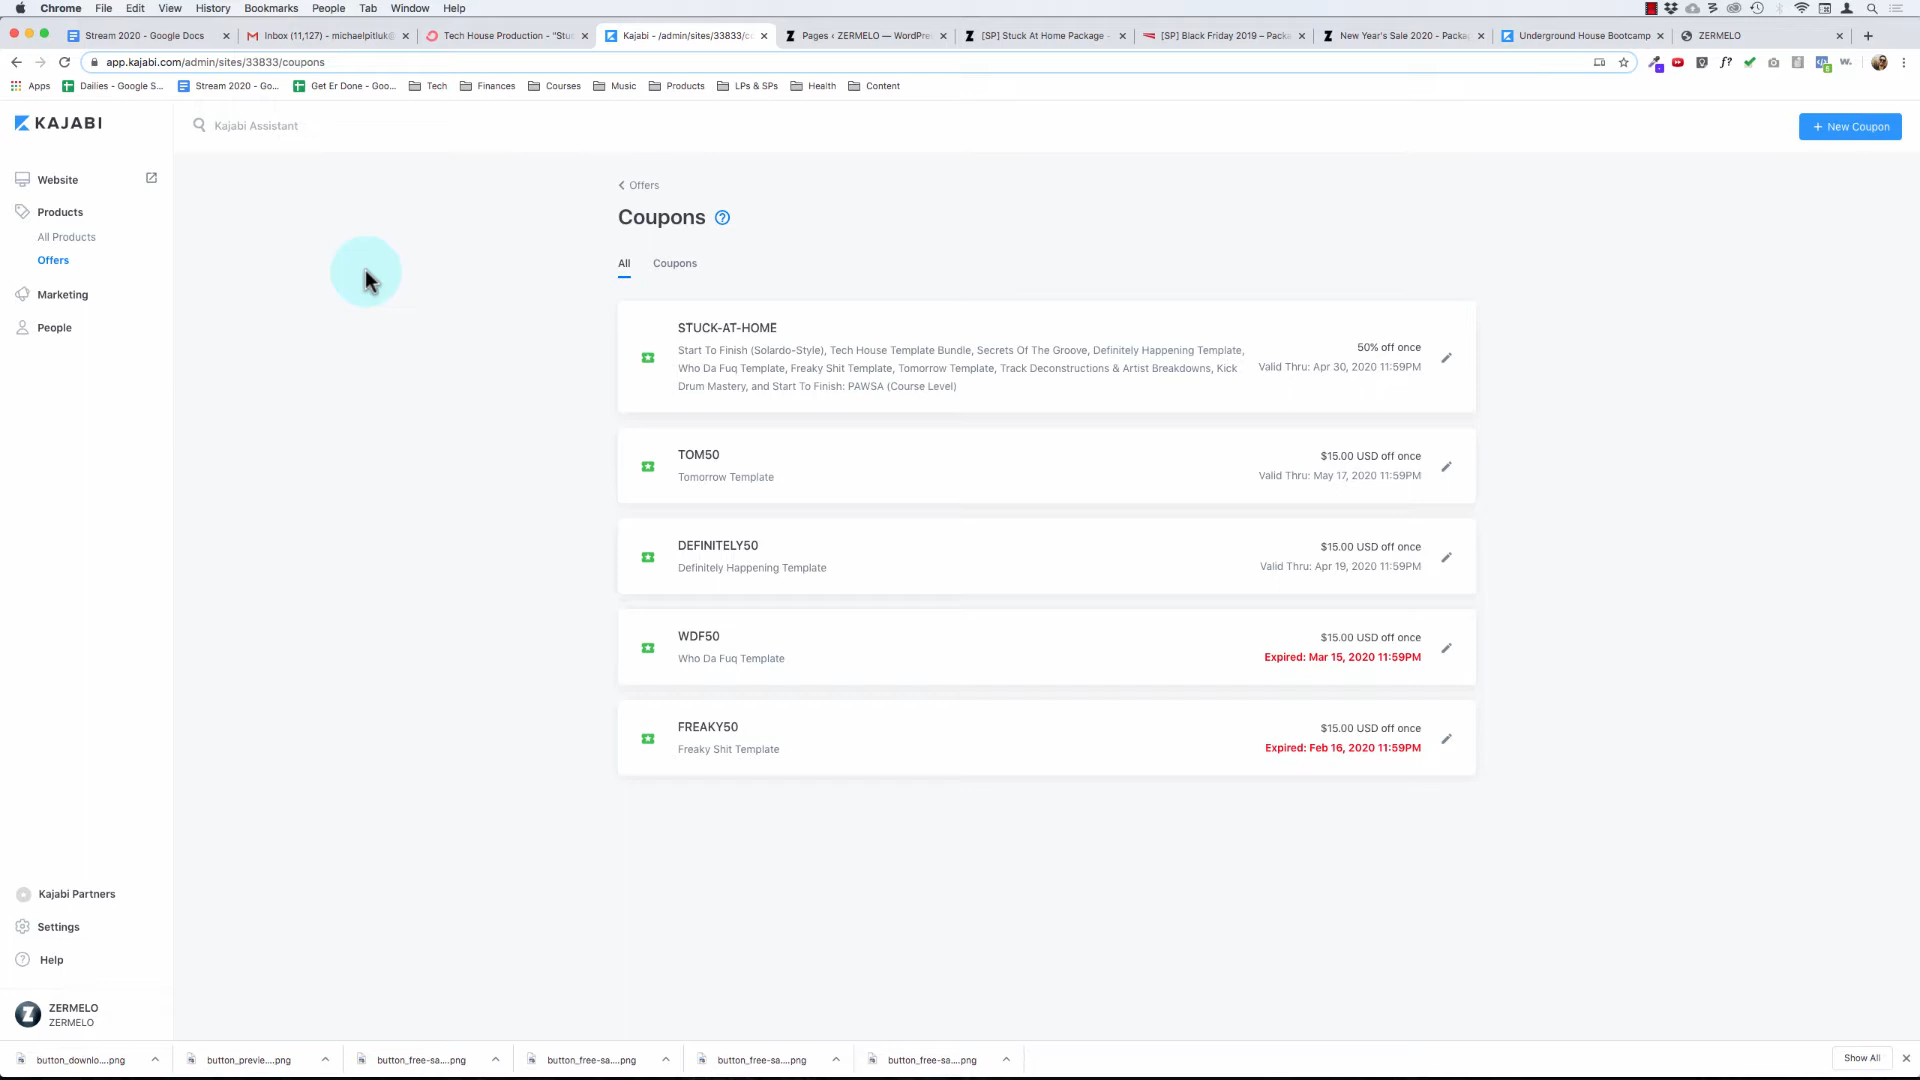 Chrome File Edit View History Bookmarks People Tab Window Help
Stream 2020 - Google Docs
Inbox (11,127) - michaelpitluk@
Tech House Production - "Stu
Kajabi - /admin/sites/33833/c
Pages ‹ ZERMELO — WordPre
[SP] Stuck At Home Package -
[SP] Black Friday 2019 – Packa
New Year's Sale 2020 - Packa
Underground House Bootcamp
ZERMELO
app.kajabi.com/admin/sites/33833/coupons
f?
Apps
Dailies - Google S...
Stream 2020 - Go...
Get Er Done - Goo...
Tech
Finances
Courses
Music
Products
LPs & SPs
Health
Content
KAJABI
Kajabi Assistant
+ New Coupon
Website
Products
All Products
Offers
Marketing
People
Kajabi Partners
Settings
Help
ZERMELO
ZERMELO
Offers
Coupons ?
All
Coupons
STUCK-AT-HOME
Start To Finish (Solardo-Style), Tech House Template Bundle, Secrets Of The Groove, Definitely Happening Template,
Who Da Fuq Template, Freaky Shit Template, Tomorrow Template, Track Deconstructions & Artist Breakdowns, Kick
Drum Mastery, and Start To Finish: PAWSA (Course Level)
50% off once
Valid Thru: Apr 30, 2020 11:59PM
TOM50
Tomorrow Template
$15.00 USD off once
Valid Thru: May 17, 2020 11:59PM
DEFINITELY50
Definitely Happening Template
$15.00 USD off once
Valid Thru: Apr 19, 2020 11:59PM
WDF50
Who Da Fuq Template
$15.00 USD off once
Expired: Mar 15, 2020 11:59PM
FREAKY50
Freaky Shit Template
$15.00 USD off once
Expired: Feb 16, 2020 11:59PM
button_downlo....png
button_previe....png
button_free-sa....png
button_free-sa....png
button_free-sa....png
button_free-sa....png
Show All